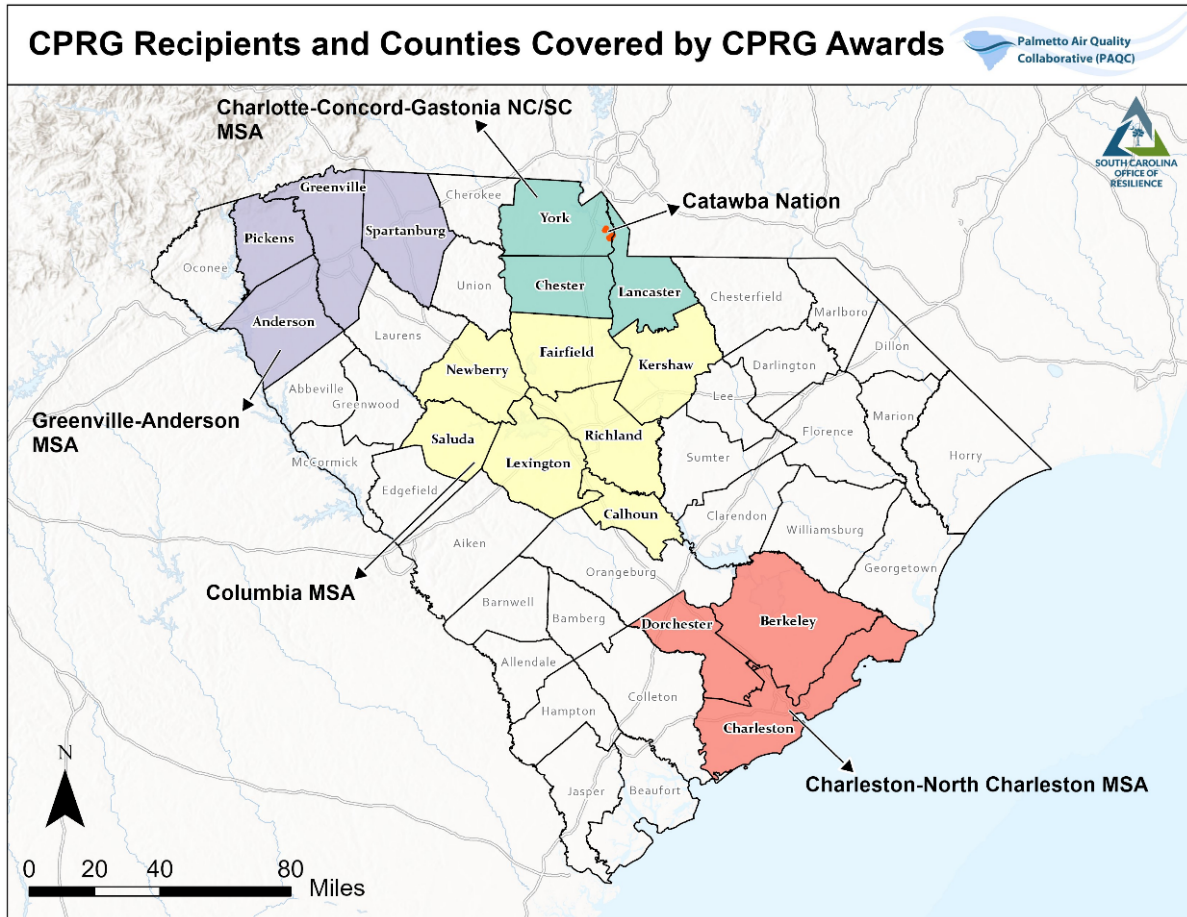 CPRG Recipients and Counties Covered by CPRG Awards
Palmetto Air Quality
Collaborative (PAQC)
Charlotte-Concord-Gastonia NC/SC
MSA
SOUTH CAROLINA
OFFICE OF
RESILIENCE
Catawba Nation
Greenville
Cherokee
York
Pickens
Spartanburg
Oconee
Union
Chester
Lancaster
Chesterfield
Marlboro
Anderson
Laurens
Dillon
Fairfield
Kershaw
Darlington
Newberry
Abbeville
Greenwood
Lee
Marion
Greenville-Anderson
MSA
Saluda
Richland
Florence
McCormick
Lexington
Sumter
Horry
Edgefield
Calhoun
Clarendon
Williamsburg
Aiken
Georgetown
Orangeburg
Columbia MSA
Barnwell
Bamberg
Dorchester
Berkeley
Allendale
Colleton
Hampton
Charleston
Charleston-North Charleston MSA
Jasper
Beaufort
N
0 20 40 80
Miles